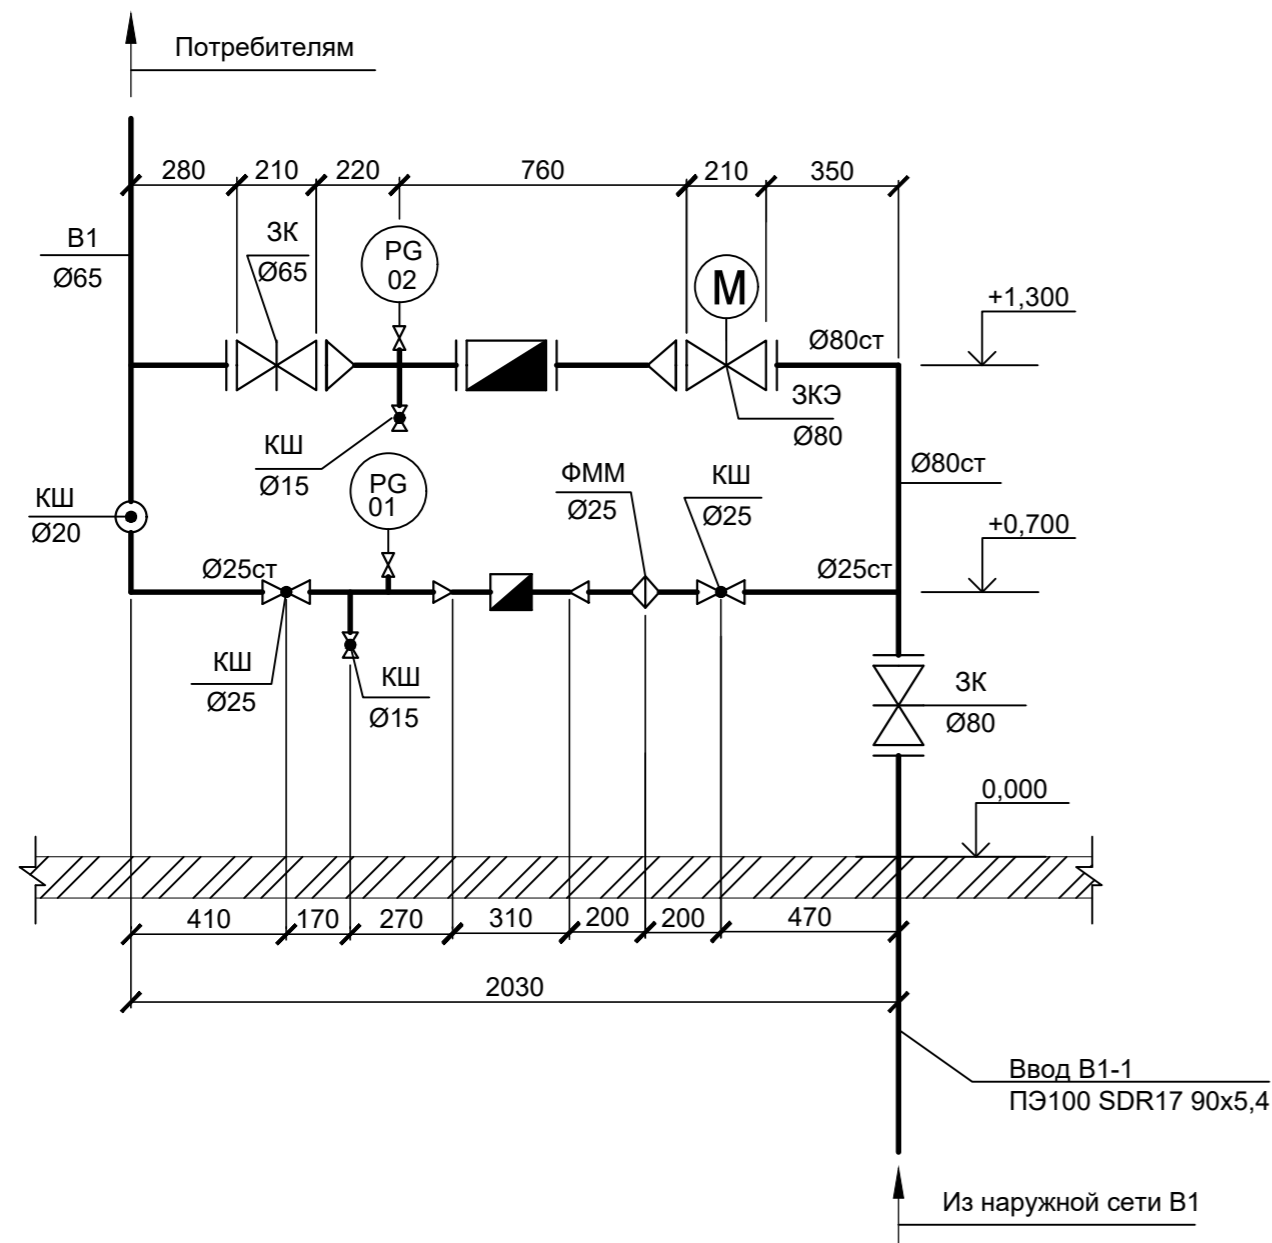 Потребителям
280
210
220
760
210
350
В1
Ø65
ЗК
Ø65
PG
02
М
+1,300
Ø80ст
ЗКЭ
Ø80
КШ
Ø15
PG
01
ФММ
Ø25
КШ
Ø25
Ø80ст
КШ
Ø20
+0,700
Ø25ст
Ø25ст
КШ
Ø25
КШ
Ø15
ЗК
Ø80
0,000
410
170
270
310
200
200
470
2030
Ввод В1-1
ПЭ100 SDR17 90х5,4
Из наружной сети В1